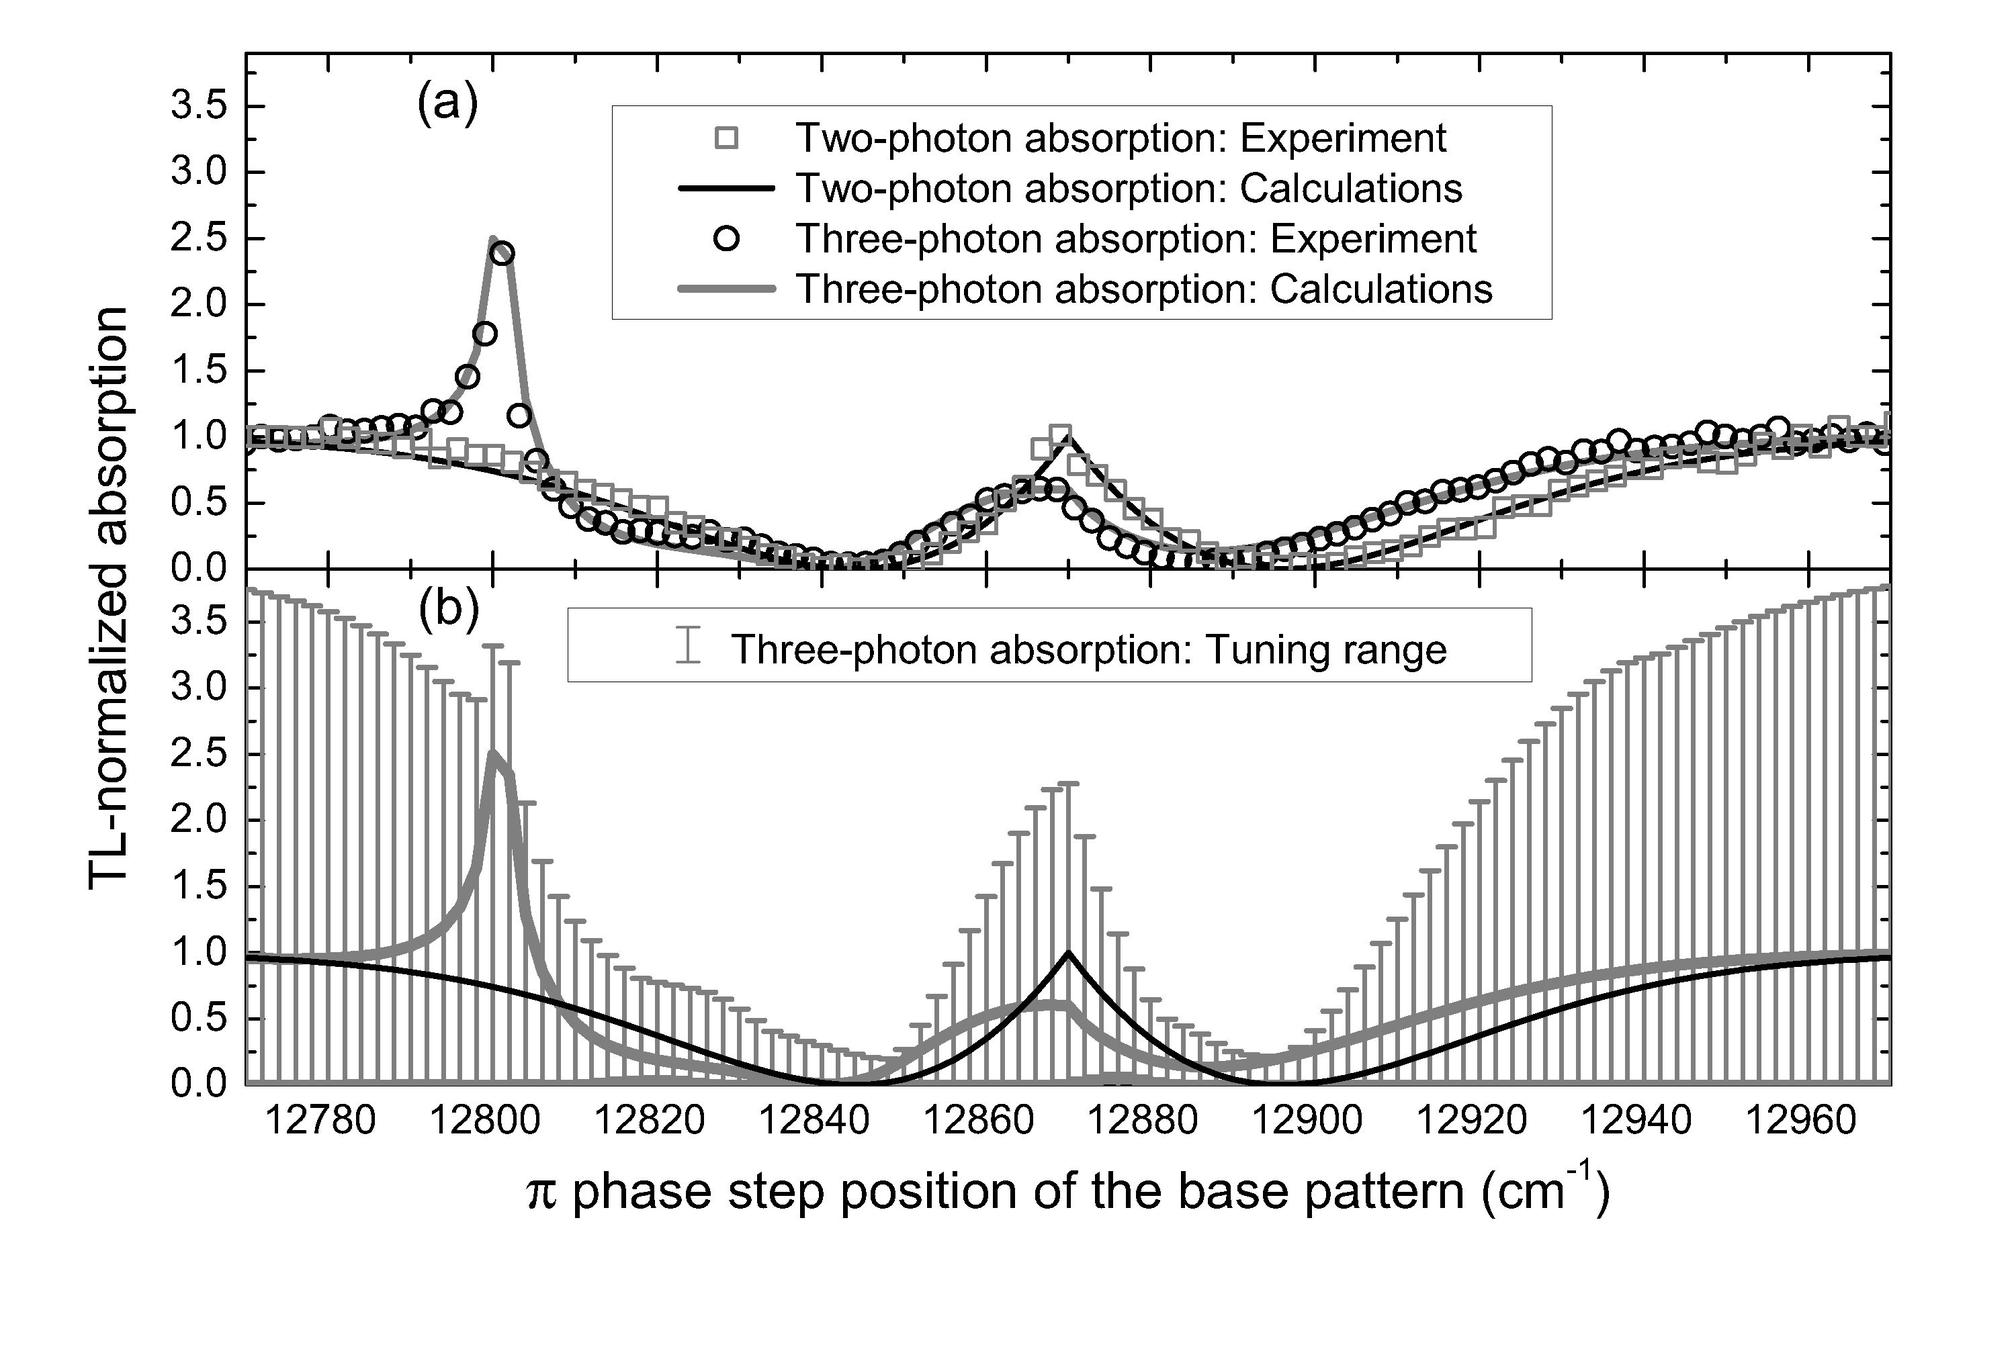 TL-normalized absorption
(a)
3.5
3.0
2.5
2.0
1.5
1.0
0.5
0.0
Two-photon absorption: Experiment
Two-photon absorption: Calculations
Three-photon absorption: Experiment
Three-photon absorption: Calculations
(b)
3.5
3.0
2.5
2.0
1.5
1.0
0.5
0.0
Three-photon absorption: Tuning range
12780 12800 12820 12840 12860 12880 12900 12920 12940 12960
π phase step position of the base pattern (cm⁻¹)